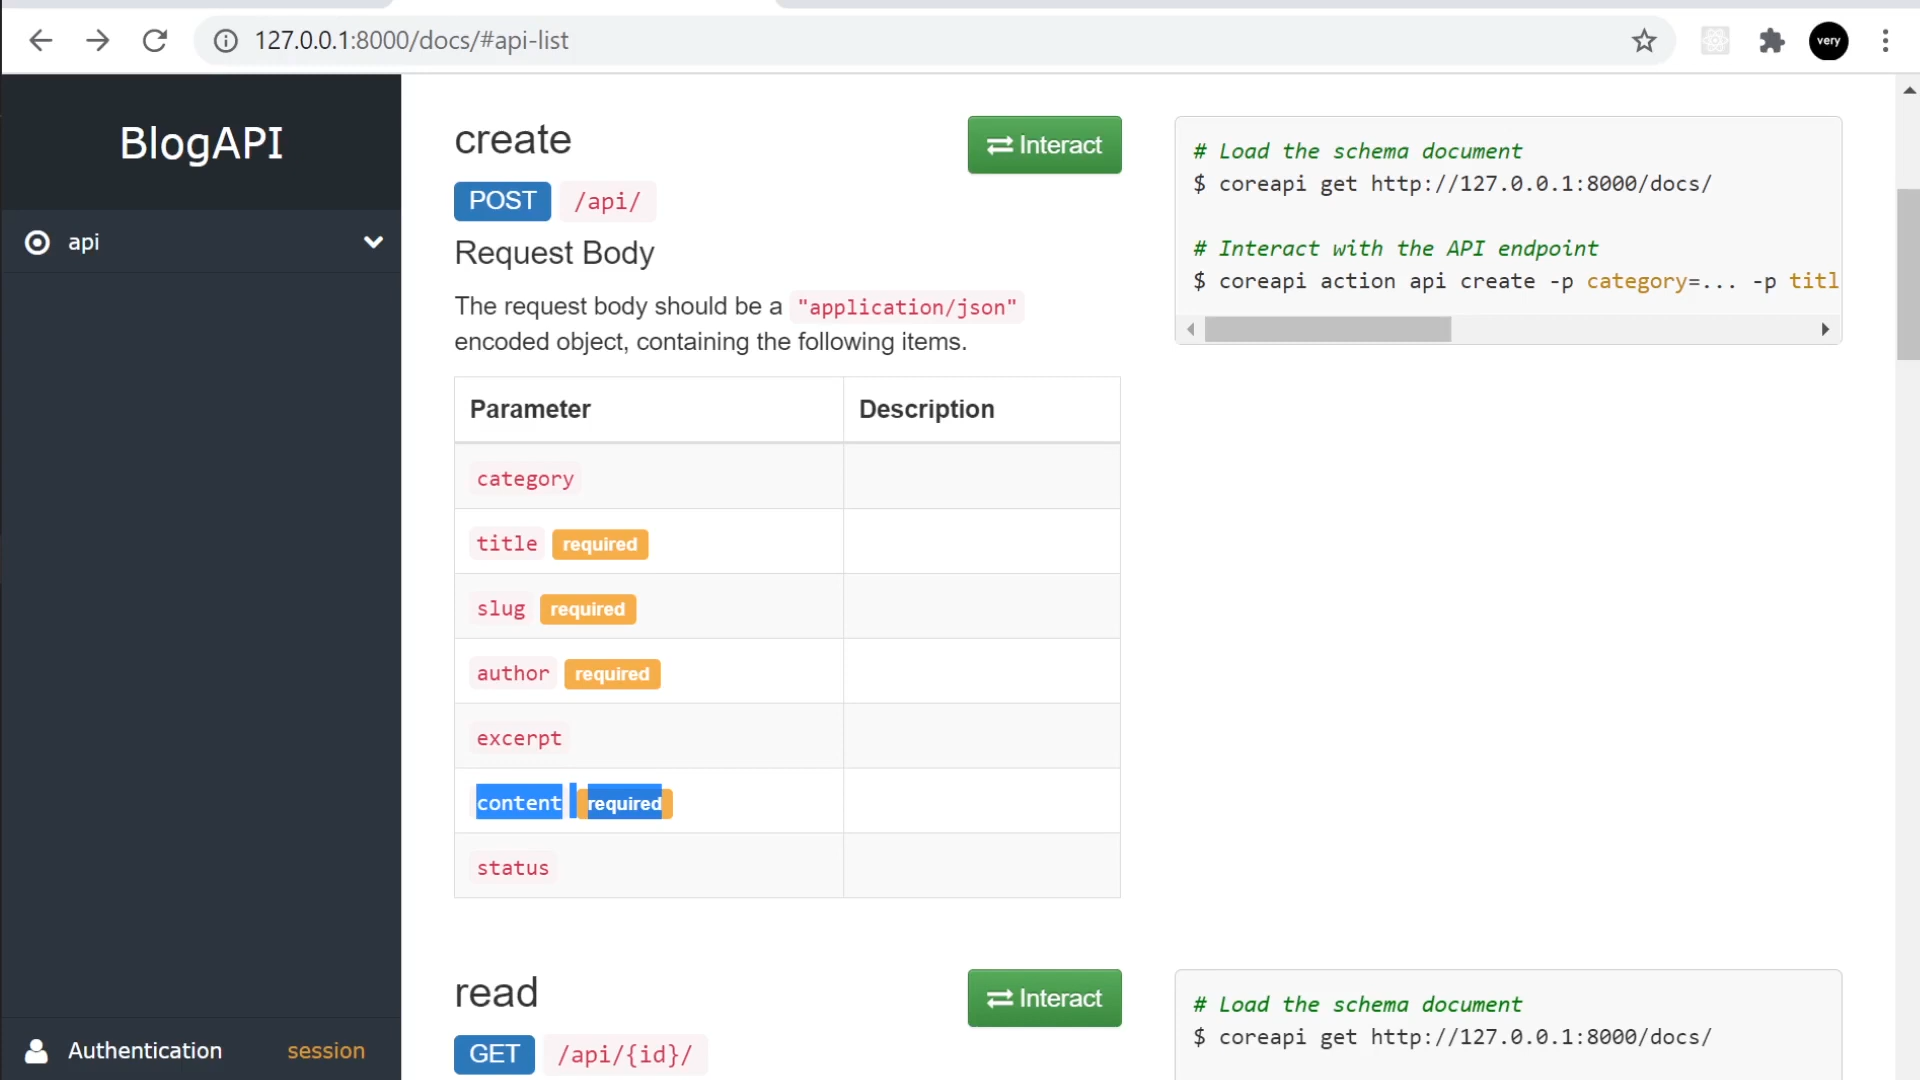 127.0.0.1:8000/docs/#api-list
very
BlogAPI
api
Authentication session
create
Interact
POST /api/
Request Body
The request body should be a "application/json"
encoded object, containing the following items.
Parameter Description
category
title required
slug required
author required
excerpt
content required
status
# Load the schema document
$ coreapi get http://127.0.0.1:8000/docs/
# Interact with the API endpoint
$ coreapi action api create -p category=... -p titl
read
Interact
GET /api/{id}/
# Load the schema document
$ coreapi get http://127.0.0.1:8000/docs/